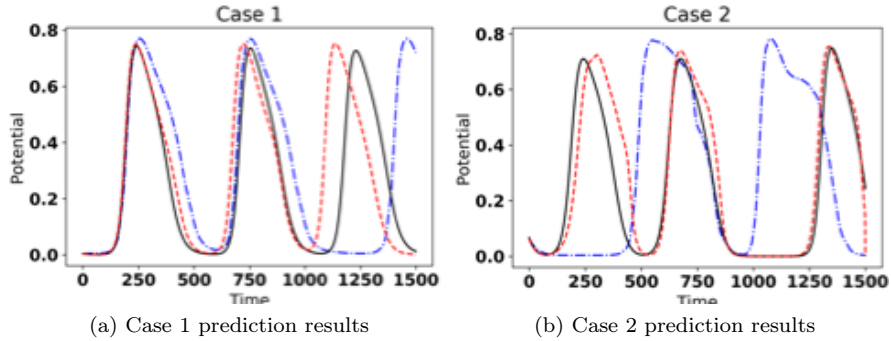 Case 1
0.8
0.6
0.4
0.2
0.0
Potential
0 250 500 750 1000 1250 1500
Time
(a) Case 1 prediction results
Case 2
0.8
0.6
0.4
0.2
0.0
Potential
0 250 500 750 1000 1250 1500
Time
(b) Case 2 prediction results